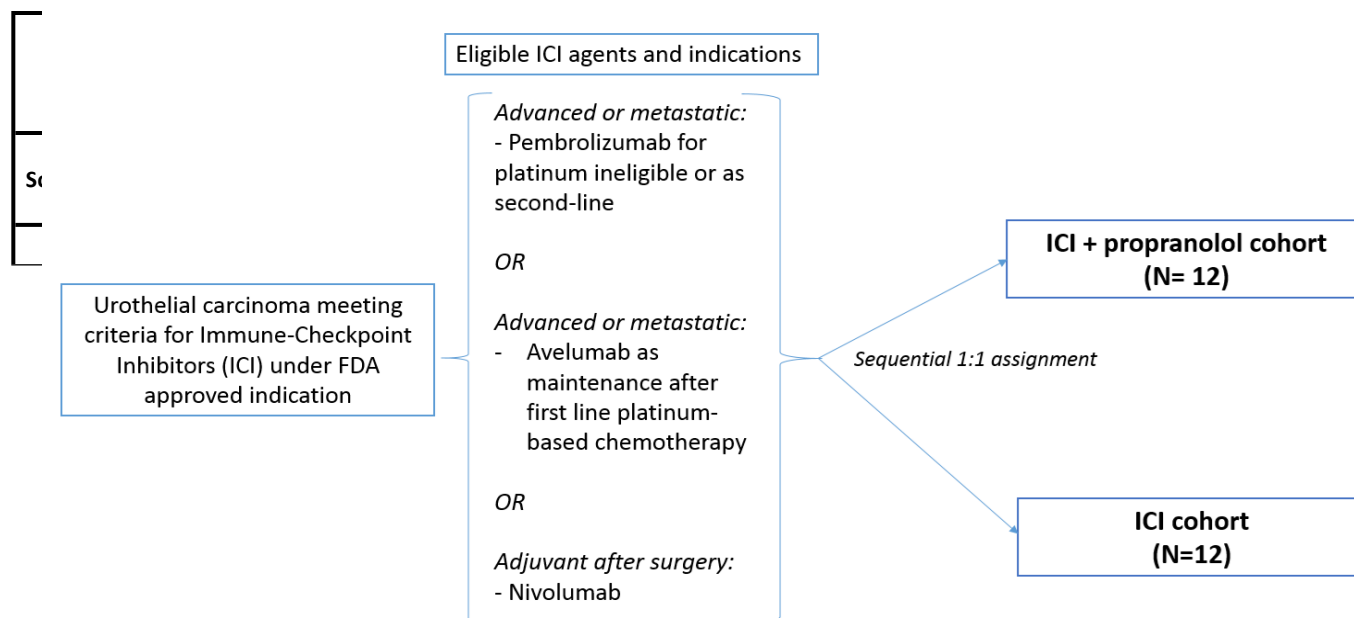 Eligible ICI agents and indications
Advanced or metastatic:
- Pembrolizumab for
platinum ineligible or as
second-line
OR
Advanced or metastatic:
- Avelumab as
maintenance after
first line platinum-
based chemotherapy
OR
Adjuvant after surgery:
- Nivolumab
Urothelial carcinoma meeting
criteria for Immune-Checkpoint
Inhibitors (ICI) under FDA
approved indication
Sequential 1:1 assignment
ICI + propranolol cohort
(N= 12)
ICI cohort
(N=12)